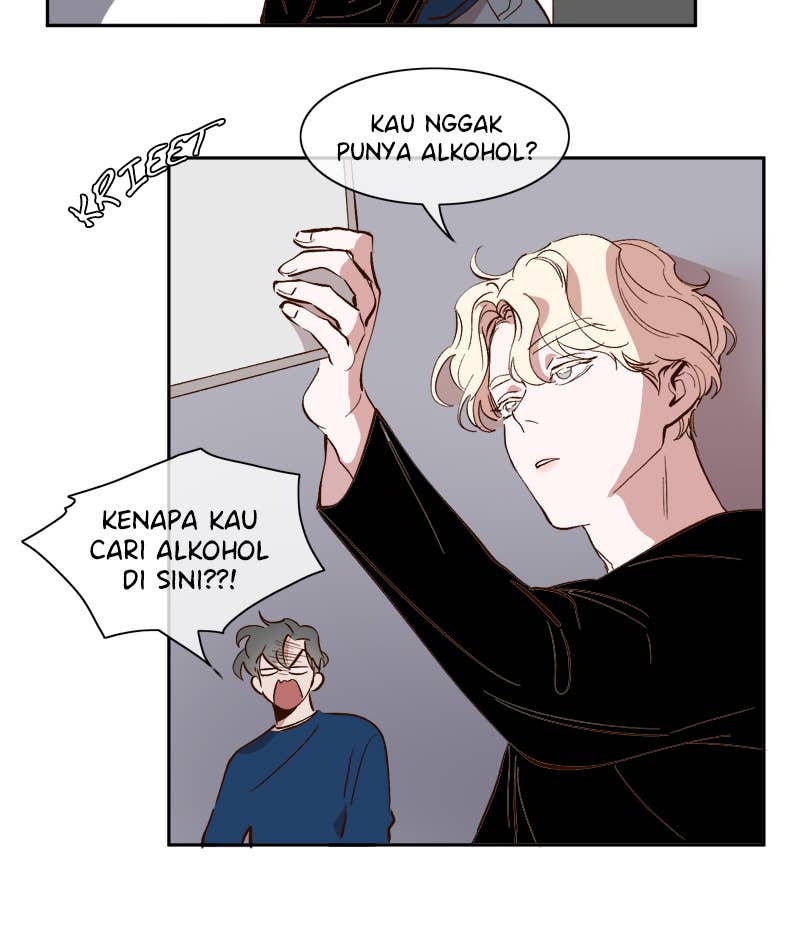 KRIEET
KAU NGGAK
PUNYA ALKOHOL?
KENAPA KAU
CARI ALKOHOL
DI SINI??!